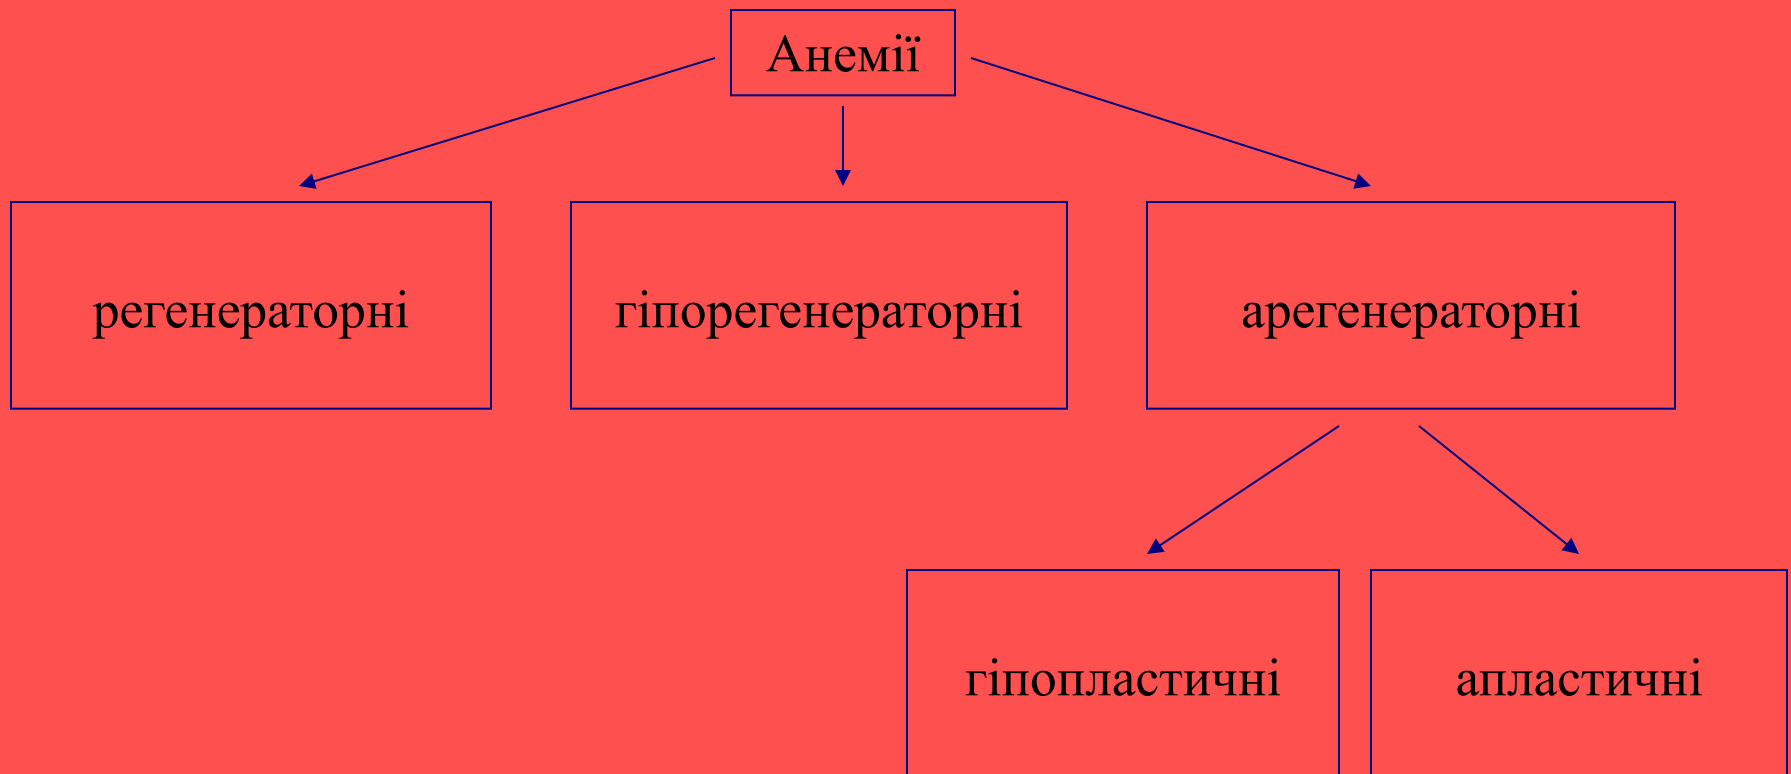 Анемії
регенераторні
гіпорегенераторні
арегенераторні
гіпопластичні
апластичні